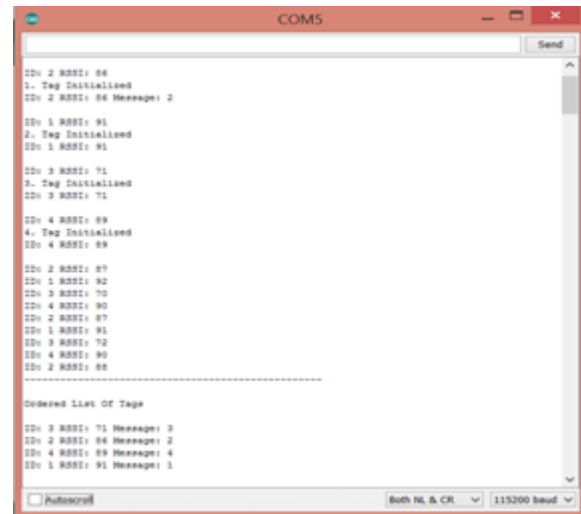 COM5
Send
ID: 2 RSSI: 86
1. Tag Initialized
ID: 2 RSSI: 86 Message: 2
ID: 1 RSSI: 91
2. Tag Initialized
ID: 1 RSSI: 91
ID: 3 RSSI: 71
3. Tag Initialized
ID: 3 RSSI: 71
ID: 4 RSSI: 89
4. Tag Initialized
ID: 4 RSSI: 89
ID: 2 RSSI: 87
ID: 1 RSSI: 92
ID: 3 RSSI: 70
ID: 4 RSSI: 90
ID: 2 RSSI: 87
ID: 1 RSSI: 91
ID: 3 RSSI: 72
ID: 4 RSSI: 90
ID: 2 RSSI: 88
--------------------------------------------------
Ordered List Of Tags
ID: 3 RSSI: 71 Message: 3
ID: 2 RSSI: 86 Message: 2
ID: 4 RSSI: 89 Message: 4
ID: 1 RSSI: 91 Message: 1
Autoscroll
Both NL & CR
115200 baud